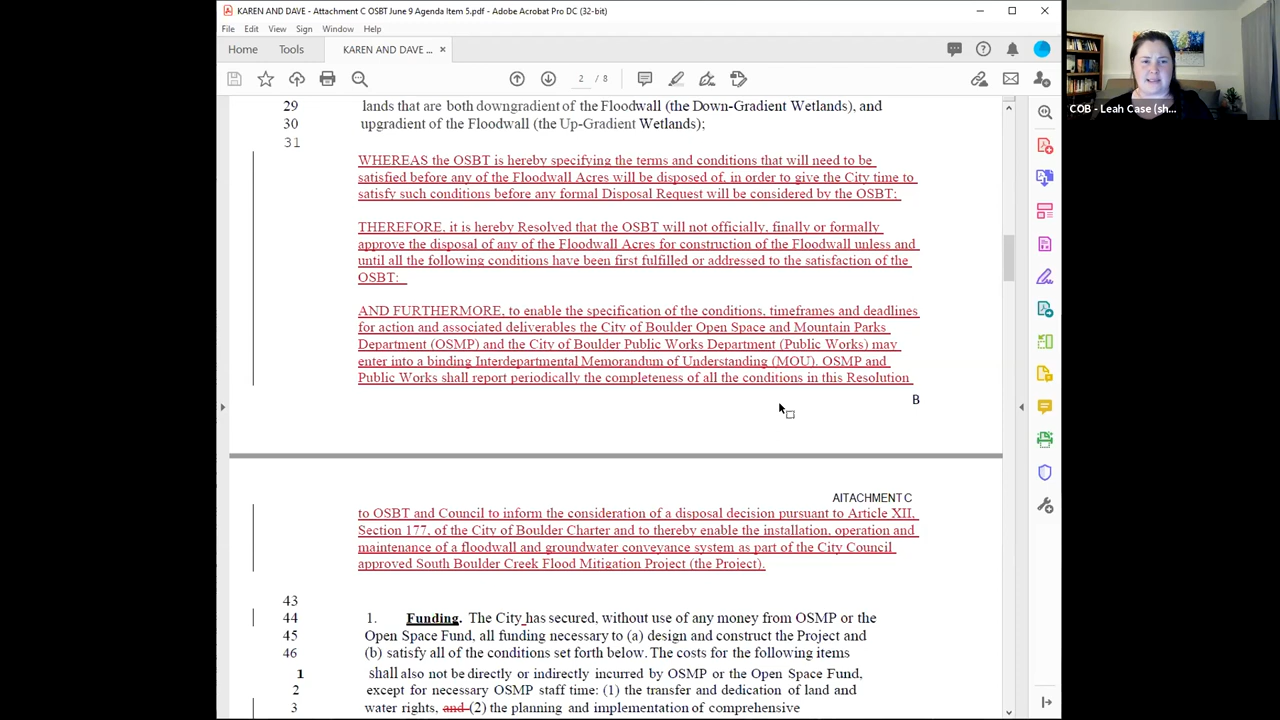 KAREN AND DAVE - Attachment C OSBT June 9 Agenda Item 5.pdf - Adobe Acrobat Pro DC (32-bit)
File Edit View Sign Window Help
Home Tools KAREN AND DAVE ... ×
2 / 8
COB - Leah Case (sh...
29 lands that are both downgradient of the Floodwall (the Down-Gradient Wetlands), and
30 upgradient of the Floodwall (the Up-Gradient Wetlands);
31
WHEREAS the OSBT is hereby specifying the terms and conditions that will need to be
satisfied before any of the Floodwall Acres will be disposed of, in order to give the City time to
satisfy such conditions before any formal Disposal Request will be considered by the OSBT;
THEREFORE, it is hereby Resolved that the OSBT will not officially, finally or formally
approve the disposal of any of the Floodwall Acres for construction of the Floodwall unless and
until all the following conditions have been first fulfilled or addressed to the satisfaction of the
OSBT:
AND FURTHERMORE, to enable the specification of the conditions, timeframes and deadlines
for action and associated deliverables the City of Boulder Open Space and Mountain Parks
Department (OSMP) and the City of Boulder Public Works Department (Public Works) may
enter into a binding Interdepartmental Memorandum of Understanding (MOU). OSMP and
Public Works shall report periodically the completeness of all the conditions in this Resolution
B
AITACHMENT C
to OSBT and Council to inform the consideration of a disposal decision pursuant to Article XII,
Section 177, of the City of Boulder Charter and to thereby enable the installation, operation and
maintenance of a floodwall and groundwater conveyance system as part of the City Council
approved South Boulder Creek Flood Mitigation Project (the Project).
43
44 1. Funding. The City has secured, without use of any money from OSMP or the
45 Open Space Fund, all funding necessary to (a) design and construct the Project and
46 (b) satisfy all of the conditions set forth below. The costs for the following items
1 shall also not be directly or indirectly incurred by OSMP or the Open Space Fund,
2 except for necessary OSMP staff time: (1) the transfer and dedication of land and
3 water rights, and (2) the planning and implementation of comprehensive